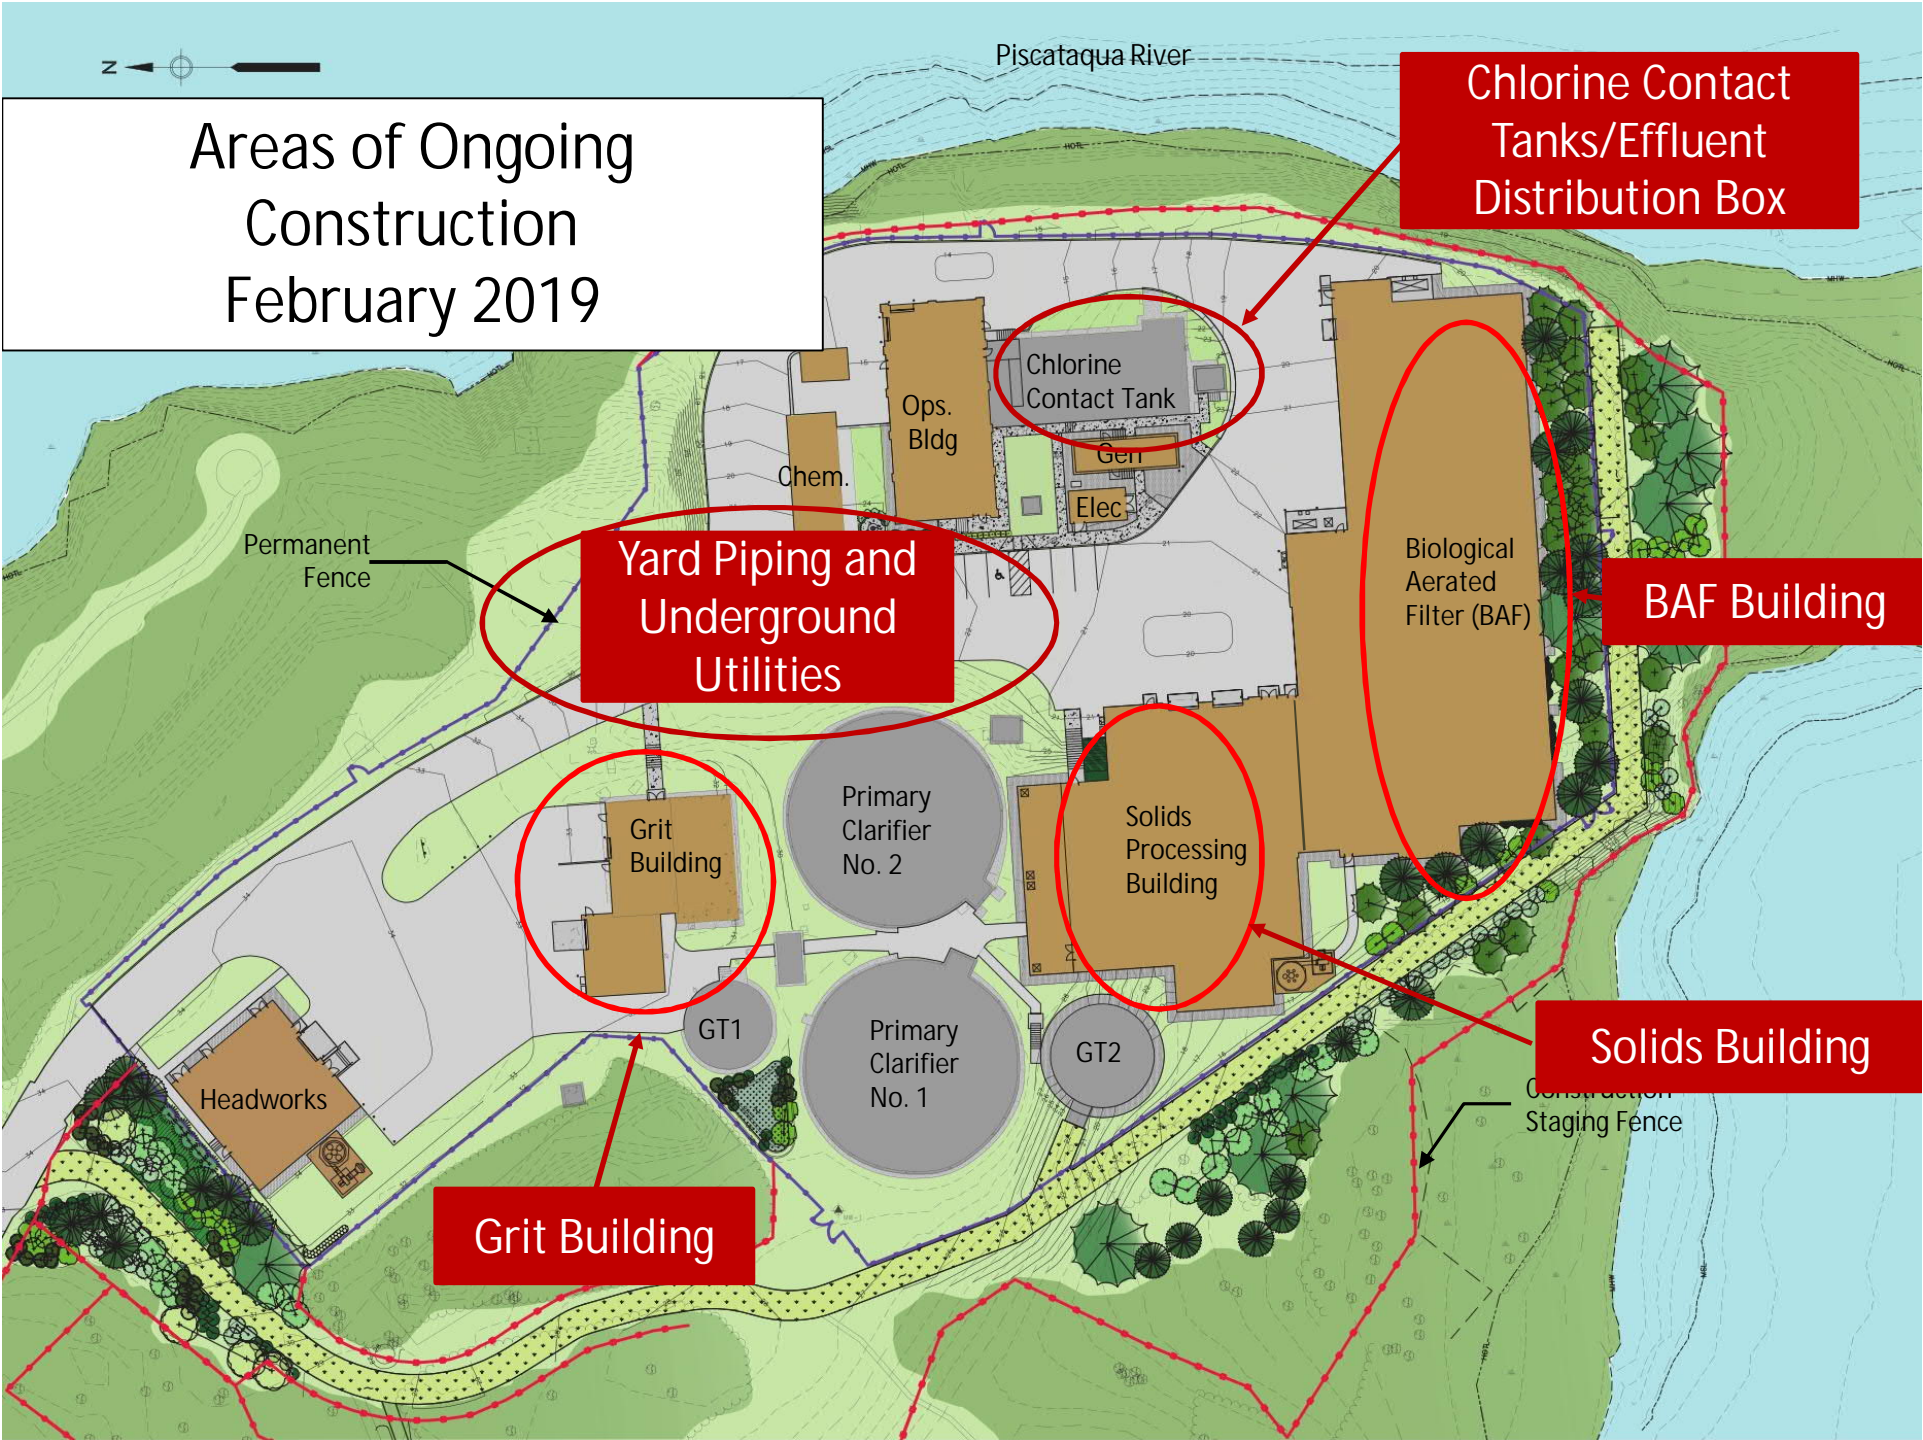 N
Piscataqua River
Areas of Ongoing
Construction
February 2019
Chlorine Contact
Tanks/Effluent
Distribution Box
Chlorine
Contact Tank
Ops.
Bldg
Gen
Chem.
Elec
Permanent
Fence
Yard Piping and
Underground
Utilities
Biological
Aerated
Filter (BAF)
BAF Building
Grit
Building
Primary
Clarifier
No. 2
Solids
Processing
Building
GT1
Primary
Clarifier
No. 1
GT2
Solids Building
Headworks
Construction
Staging Fence
Grit Building